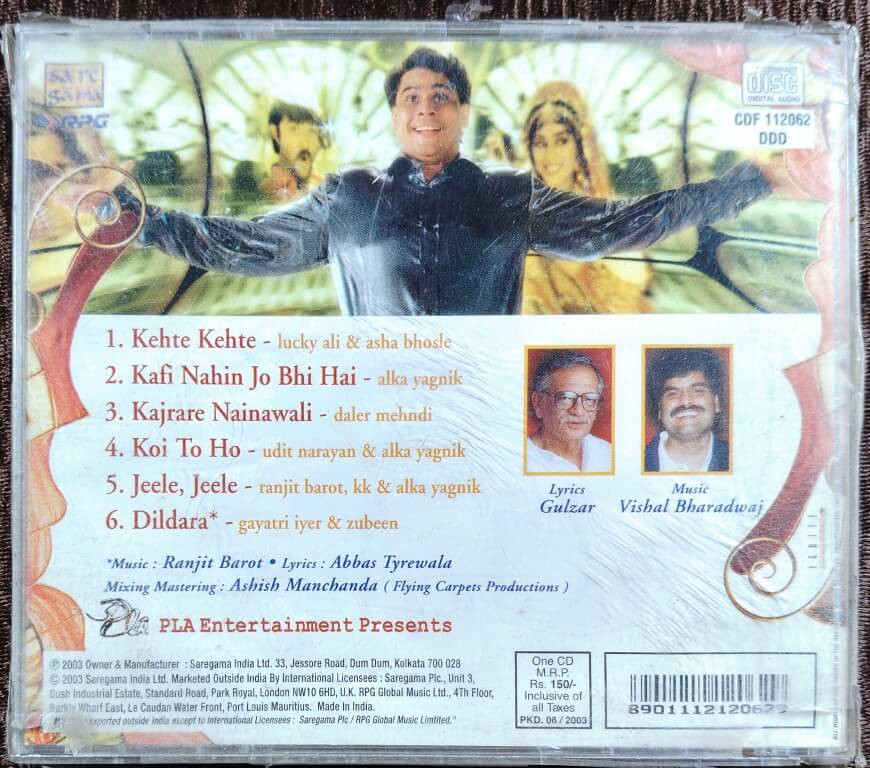 sa re
ga ma
RPG
COMPACT
disc
DIGITAL AUDIO
CDF 112062
DDD
1. Kehte Kehte - lucky ali & asha bhosle
2. Kafi Nahin Jo Bhi Hai - alka yagnik
3. Kajrare Nainawali - daler mehndi
4. Koi To Ho - udit narayan & alka yagnik
5. Jeele, Jeele - ranjit barot, kk & alka yagnik
6. Dildara* - gayatri iyer & zubeen
Lyrics
Gulzar
Music
Vishal Bharadwaj
*Music : Ranjit Barot • Lyrics : Abbas Tyrewala
Mixing Mastering : Ashish Manchanda ( Flying Carpets Productions )
Pla PLA Entertainment Presents
℗ 2003 Owner & Manufacturer : Saregama India Ltd. 33, Jessore Road, Dum Dum, Kolkata 700 028
© 2003 Saregama India Ltd. Marketed Outside India By International Licensees : Saregama Plc., Unit 3,
Bush Industrial Estate, Standard Road, Park Royal, London NW10 6HD, U.K. RPG Global Music Ltd., 4Th Floor,
Barkly Wharf East, Le Caudan Water Front, Port Louis Mauritius. Made In India.
exported outside India except to International Licensees : Saregama Plc / RPG Global Music Limtited."
One CD
M.R.P.
Rs. 150/-
Inclusive of
all Taxes
PKD. 06 / 2003
8901112120625